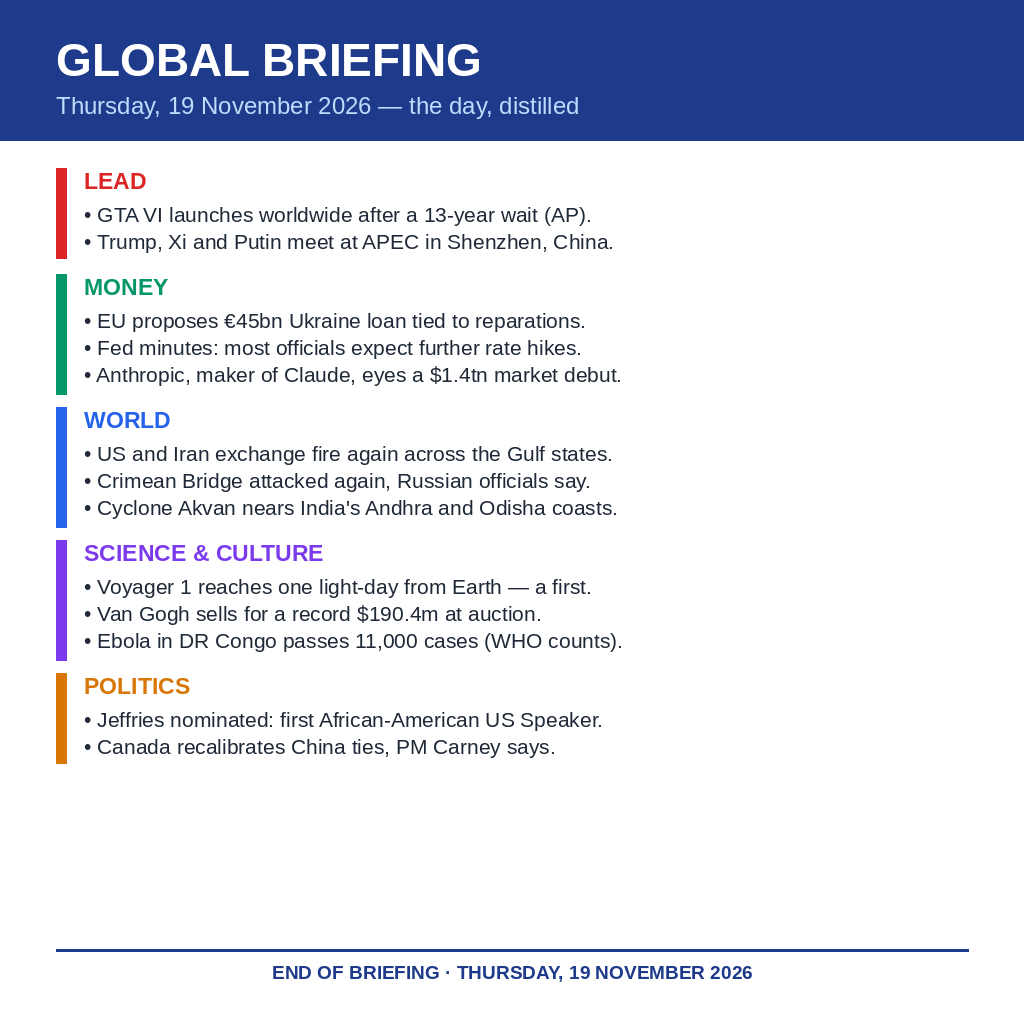 GLOBAL BRIEFING
Thursday, 19 November 2026 — the day, distilled
LEAD
• GTA VI launches worldwide after a 13-year wait (AP).
• Trump, Xi and Putin meet at APEC in Shenzhen, China.
MONEY
• EU proposes €45bn Ukraine loan tied to reparations.
• Fed minutes: most officials expect further rate hikes.
• Anthropic, maker of Claude, eyes a $1.4tn market debut.
WORLD
• US and Iran exchange fire again across the Gulf states.
• Crimean Bridge attacked again, Russian officials say.
• Cyclone Akvan nears India's Andhra and Odisha coasts.
SCIENCE & CULTURE
• Voyager 1 reaches one light-day from Earth — a first.
• Van Gogh sells for a record $190.4m at auction.
• Ebola in DR Congo passes 11,000 cases (WHO counts).
POLITICS
• Jeffries nominated: first African-American US Speaker.
• Canada recalibrates China ties, PM Carney says.
END OF BRIEFING · THURSDAY, 19 NOVEMBER 2026